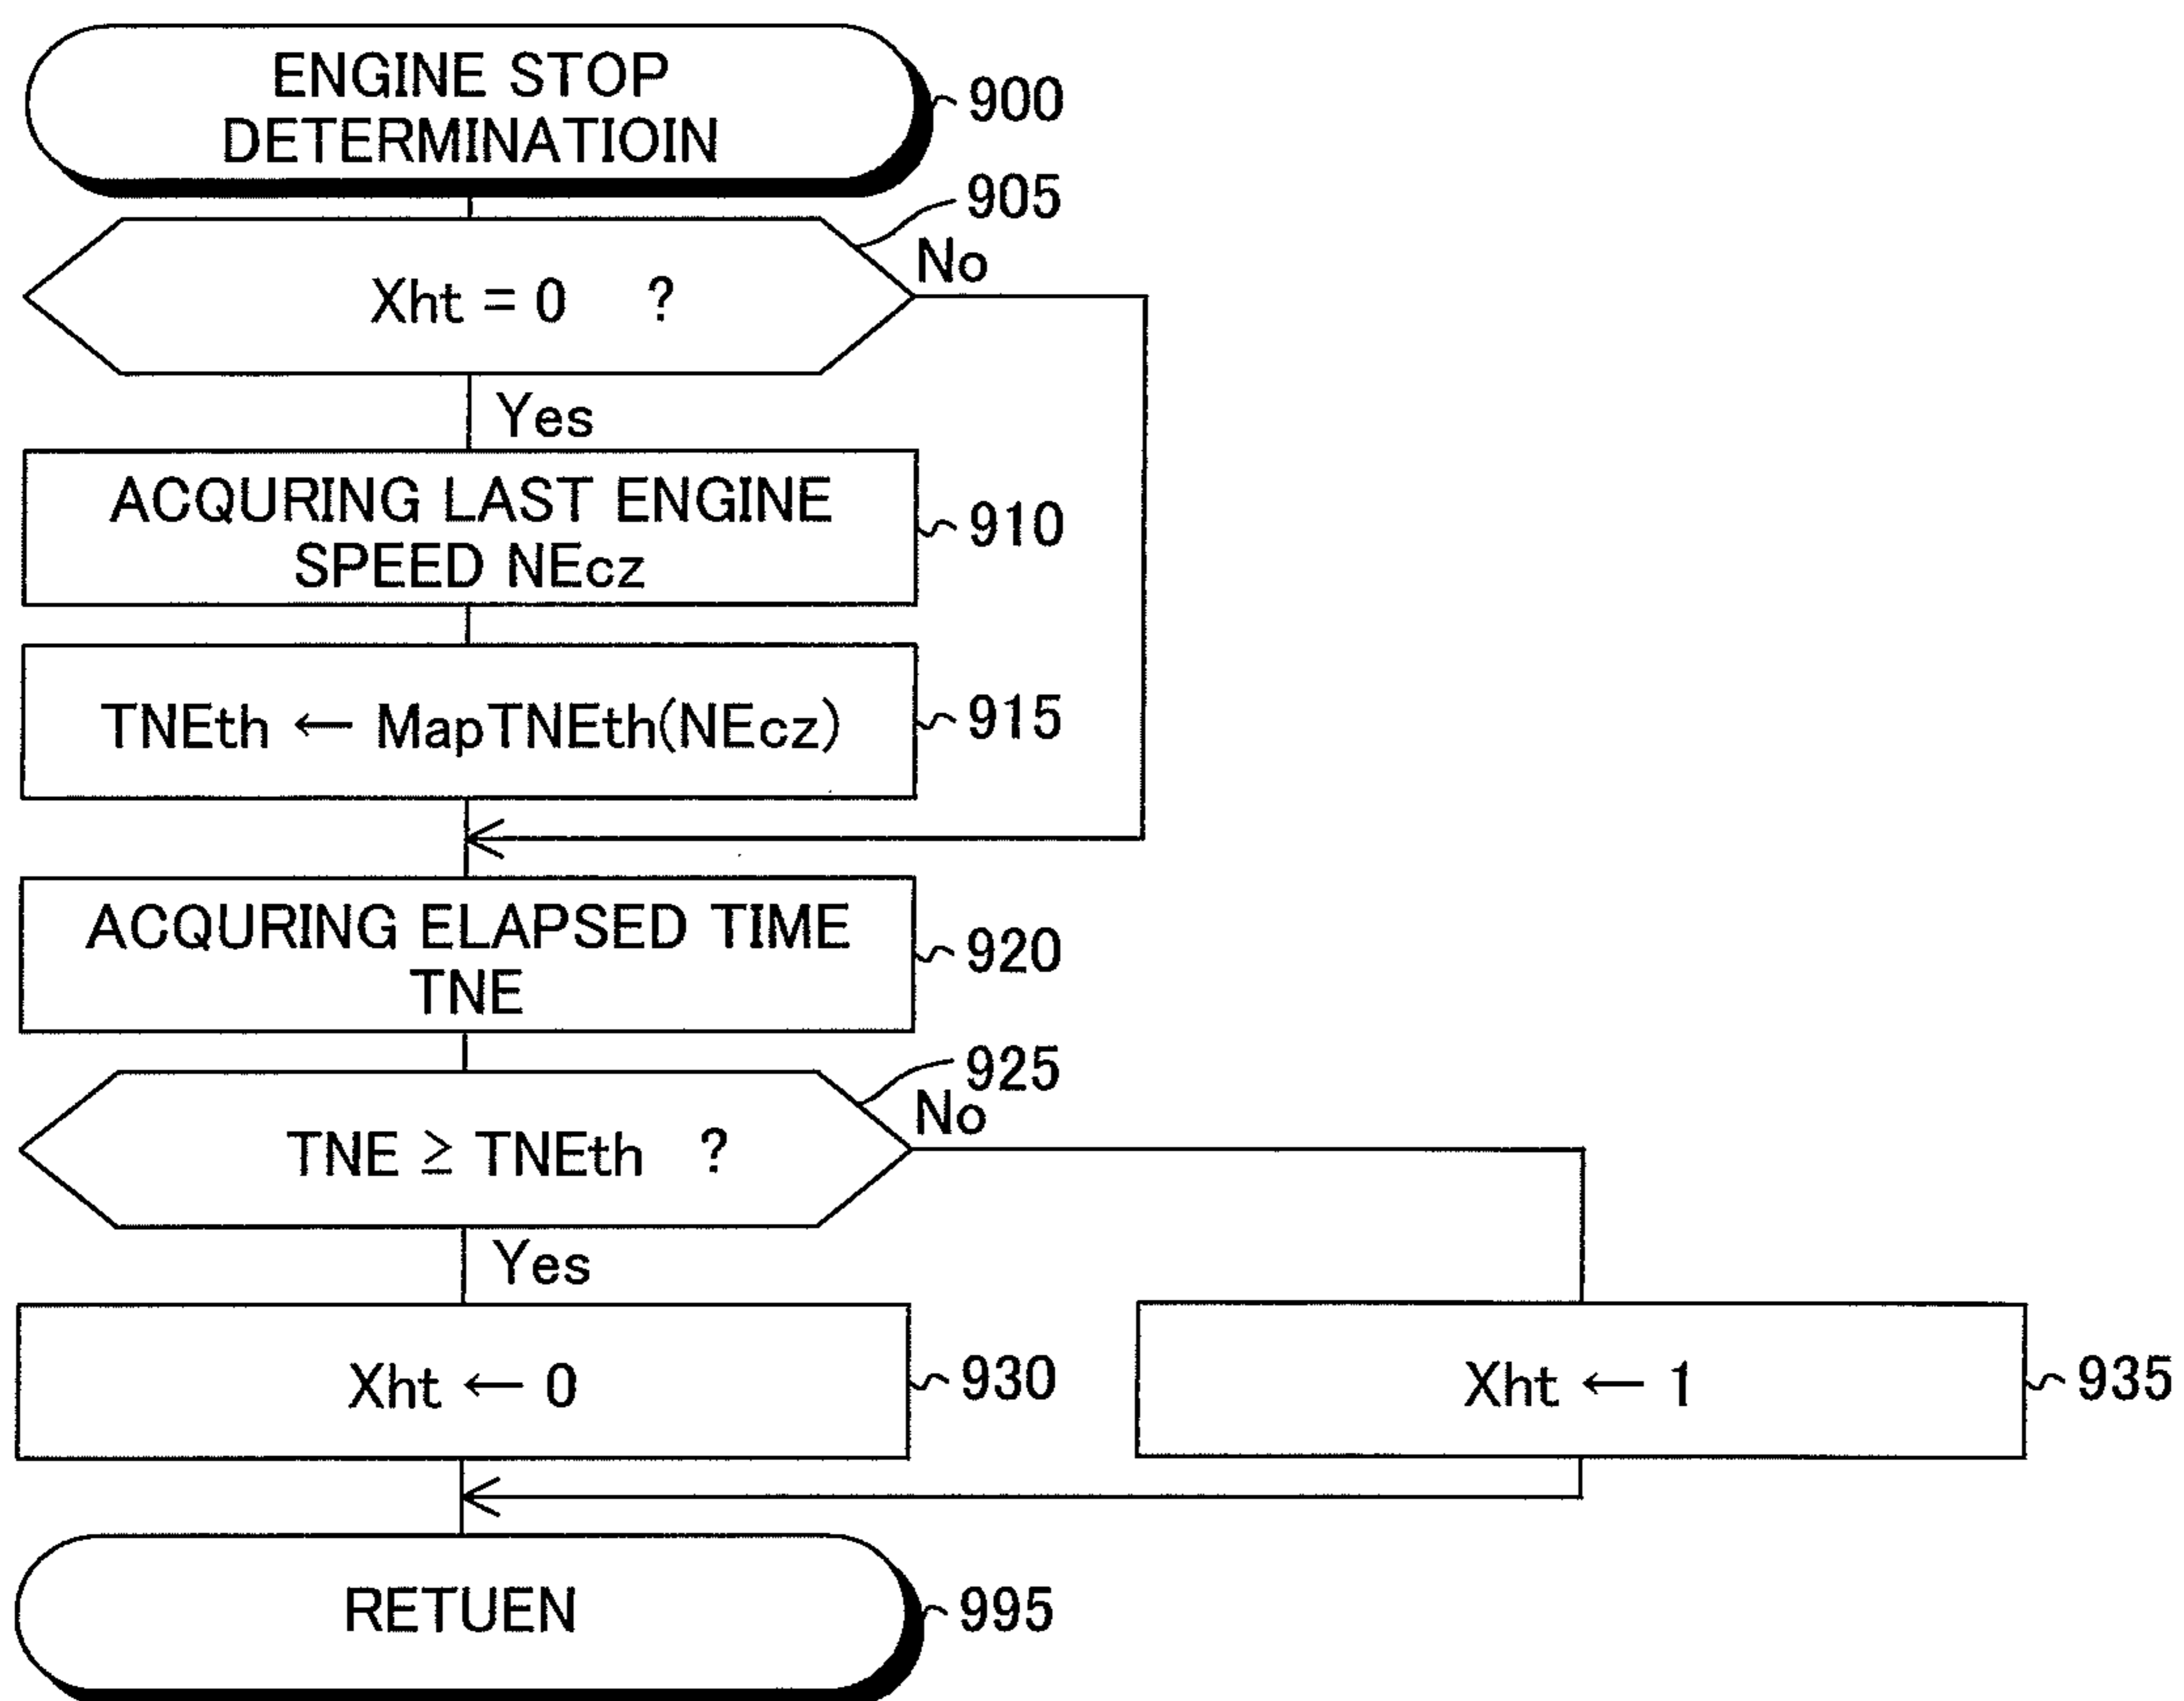 ENGINE STOP
DETERMINATIOIN
900
905
Xht = 0 ?
No
Yes
ACQURING LAST ENGINE
SPEED NEcz
910
TNEth ← MapTNEth(NEcz)
915
ACQURING ELAPSED TIME
TNE
920
925
TNE ≥ TNEth ?
No
Yes
Xht ← 0
930
Xht ← 1
935
RETUEN
995